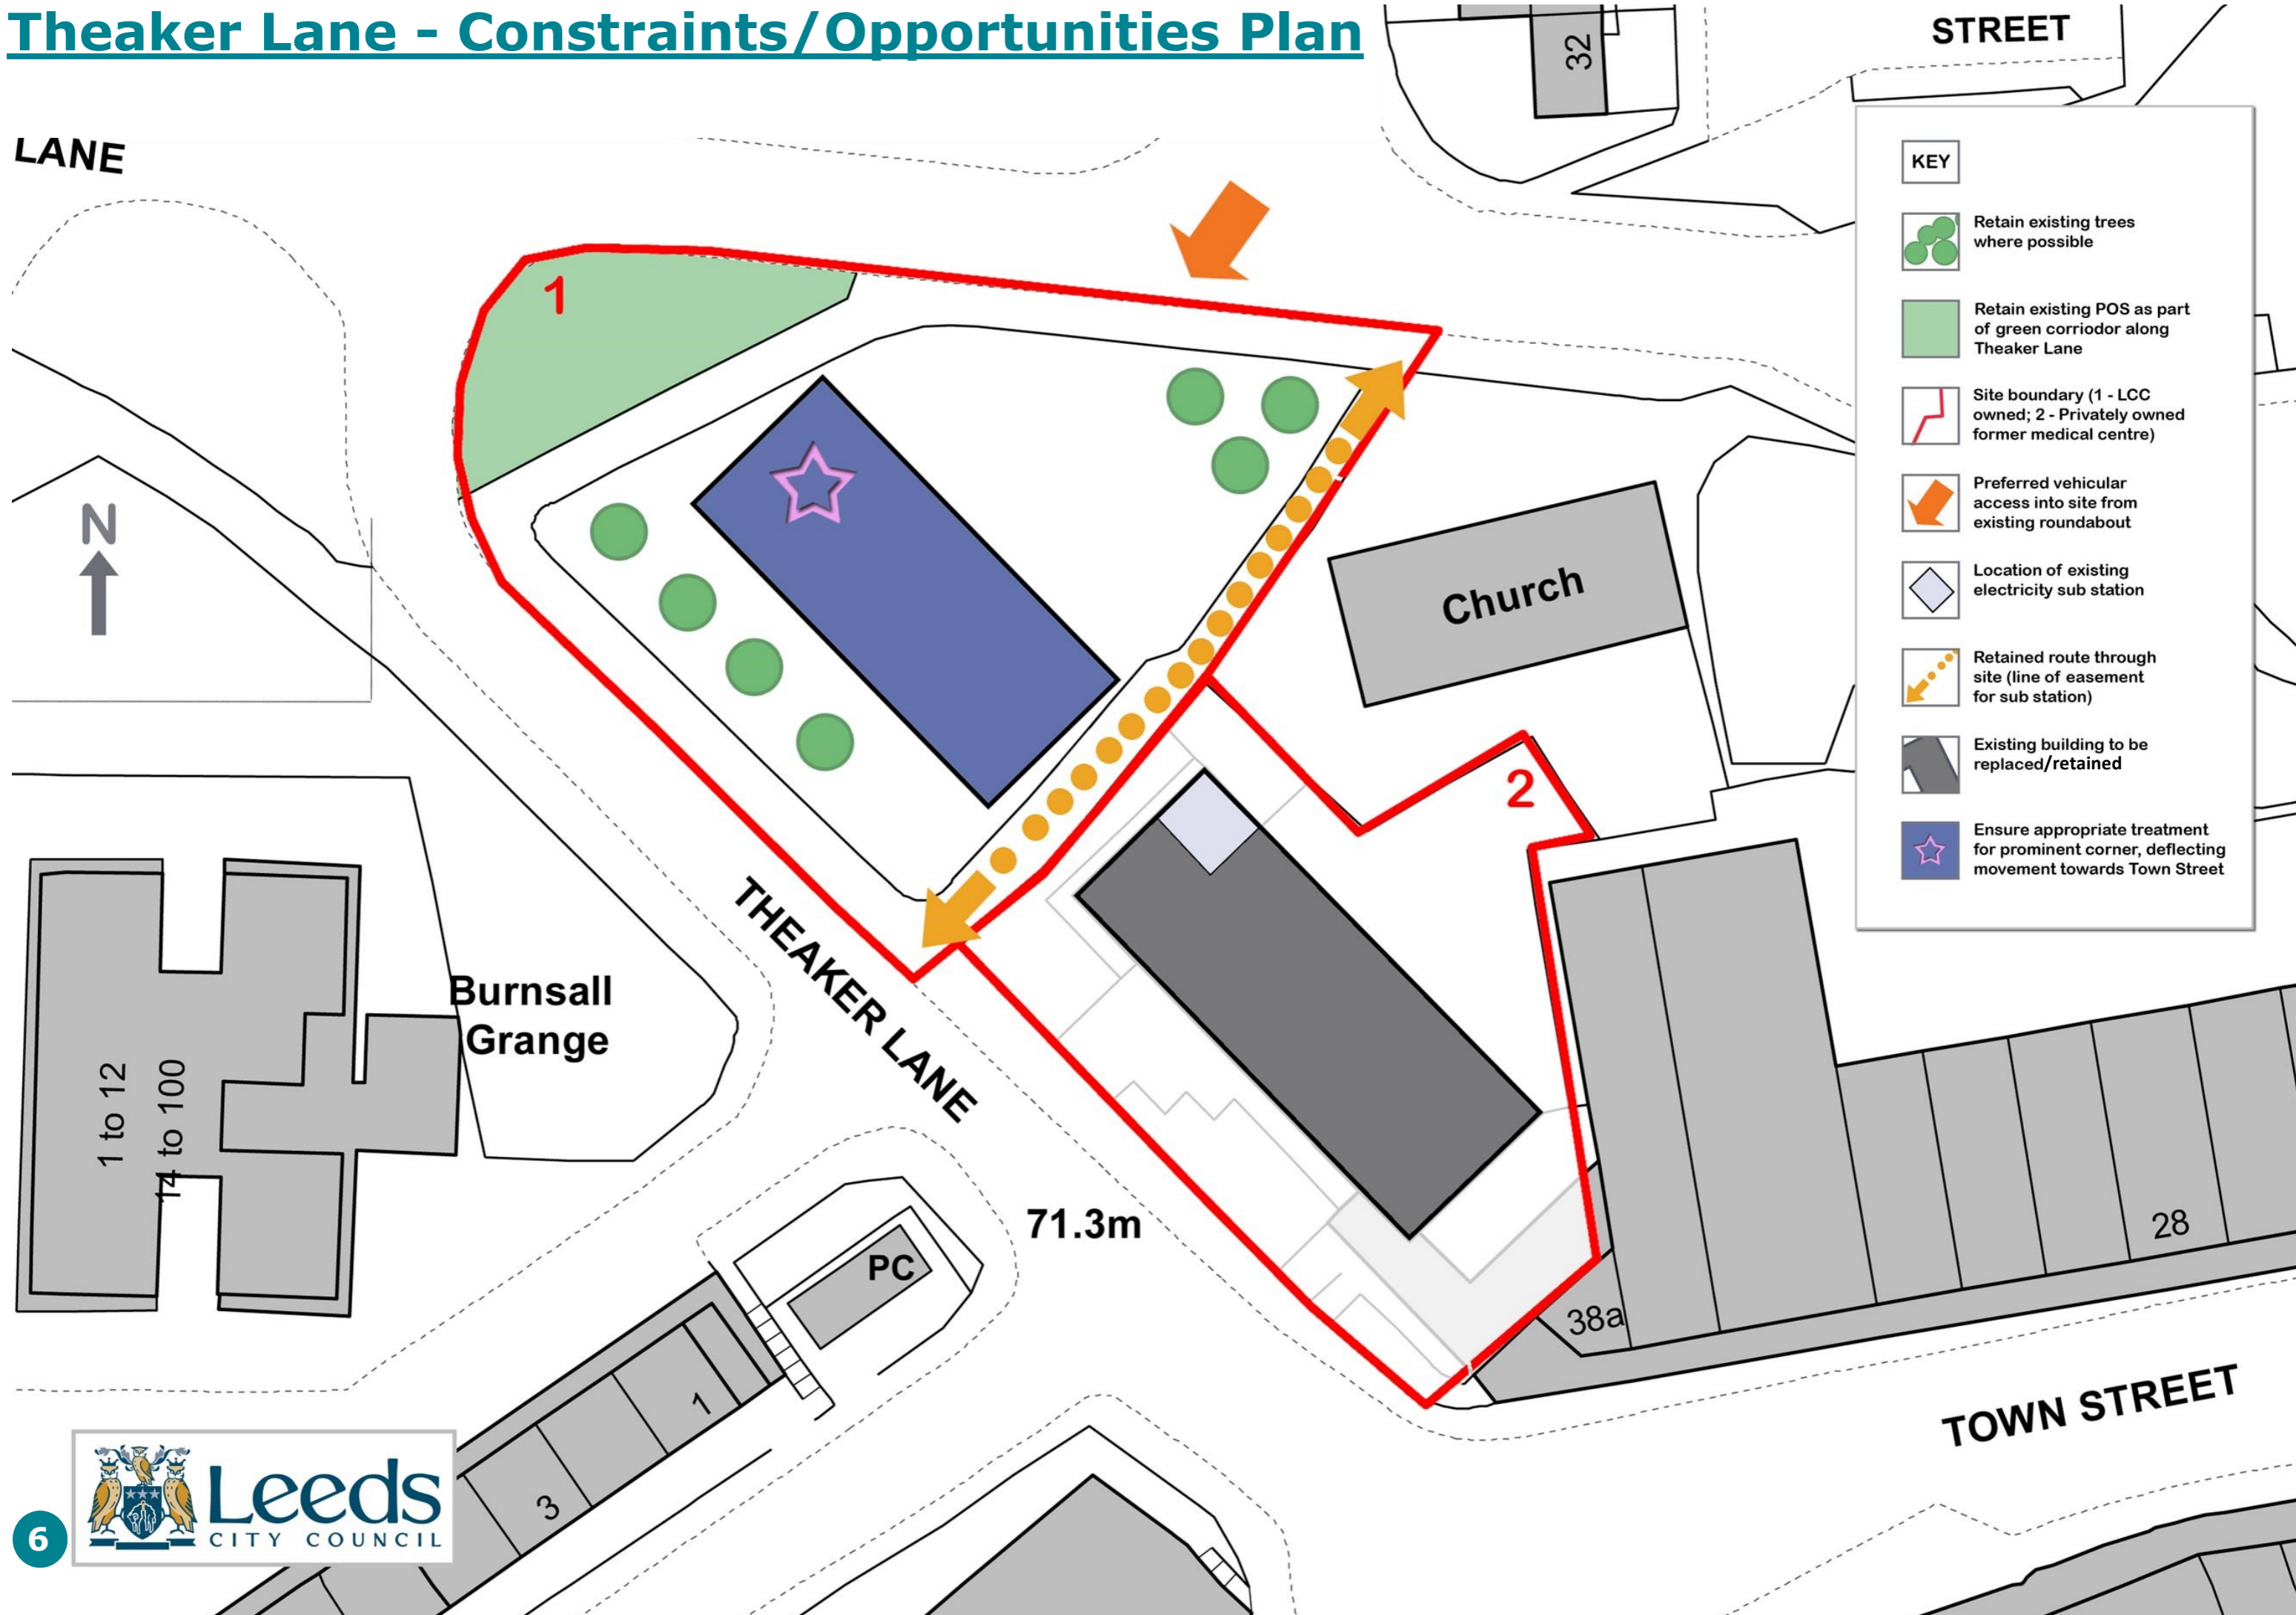 Theaker Lane - Constraints/Opportunities Plan
32
STREET
LANE
KEY
Retain existing trees
where possible
Retain existing POS as part
of green corriodor along
Theaker Lane
Site boundary (1 - LCC
owned; 2 - Privately owned
former medical centre)
Preferred vehicular
access into site from
existing roundabout
Location of existing
electricity sub station
Retained route through
site (line of easement
for sub station)
Existing building to be
replaced/retained
Ensure appropriate treatment
for prominent corner, deflecting
movement towards Town Street
1
N
Church
2
THEAKER LANE
Burnsall
Grange
1 to 12
14 to 100
71.3m
PC
28
38a
1
3
TOWN STREET
Leeds
CITY COUNCIL
6